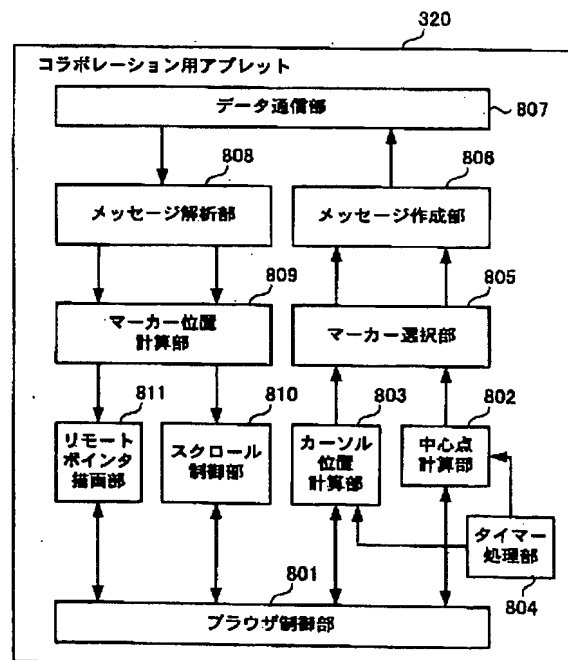 320
コラボレーション用アプレット
データ通信部
807
808
806
メッセージ解析部
メッセージ作成部
809
805
マーカー位置
計算部
マーカー選択部
811
810
803
802
リモート
ポインタ
描画部
スクロール
制御部
カーソル
位置
計算部
中心点
計算部
タイマー
処理部
804
801
ブラウザ制御部